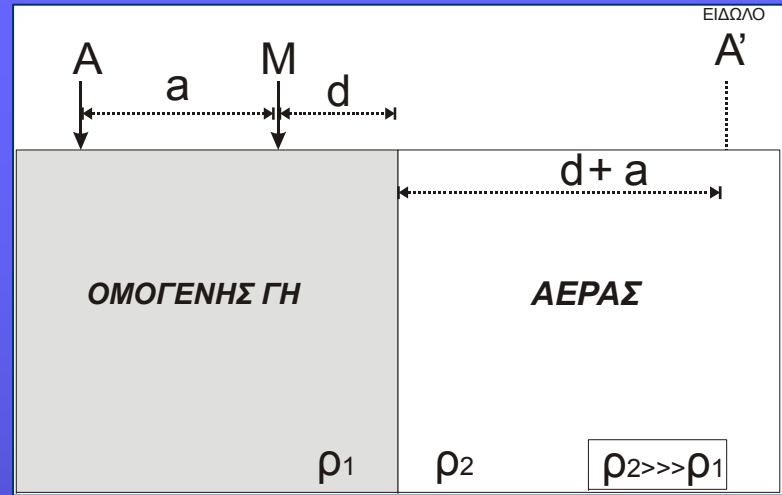 ΕΙΔΩΛΟ
A M A’
a d
d + a
ΟΜΟΓΕΝΗΣ ΓΗ ΑΕΡΑΣ
ρ1 ρ2 ρ2>>>ρ1